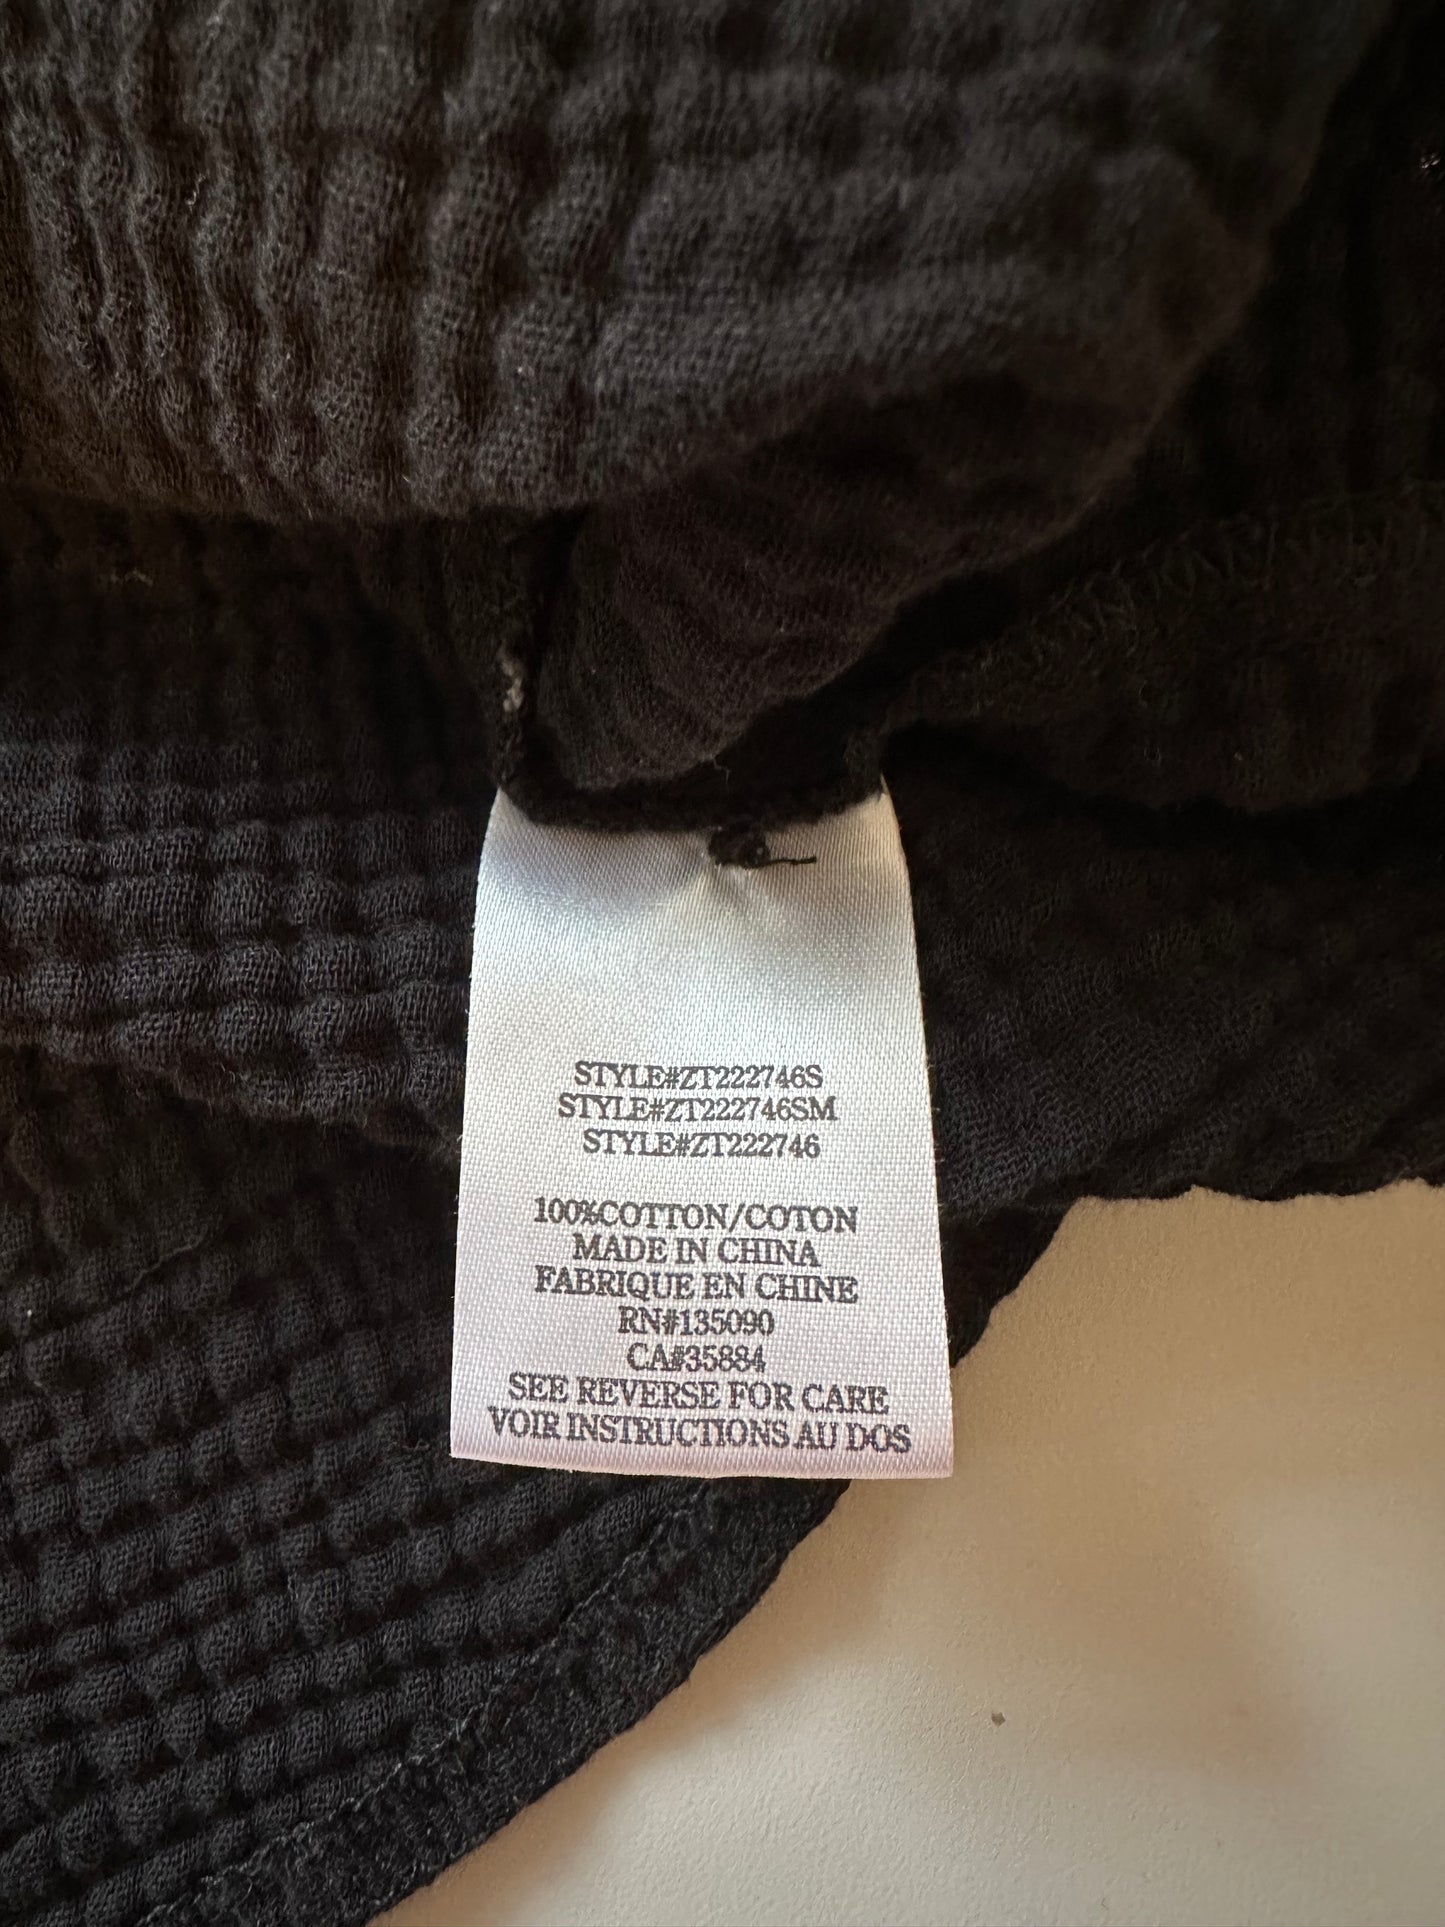 STYLE#ZT222746S
STYLE#ZT222746SM
STYLE#ZT222746
100%COTTON/COTON
MADE IN CHINA
FABRIQUE EN CHINE
RN#135090
CA#35884
SEE REVERSE FOR CARE
VOIR INSTRUCTIONS AU DOS